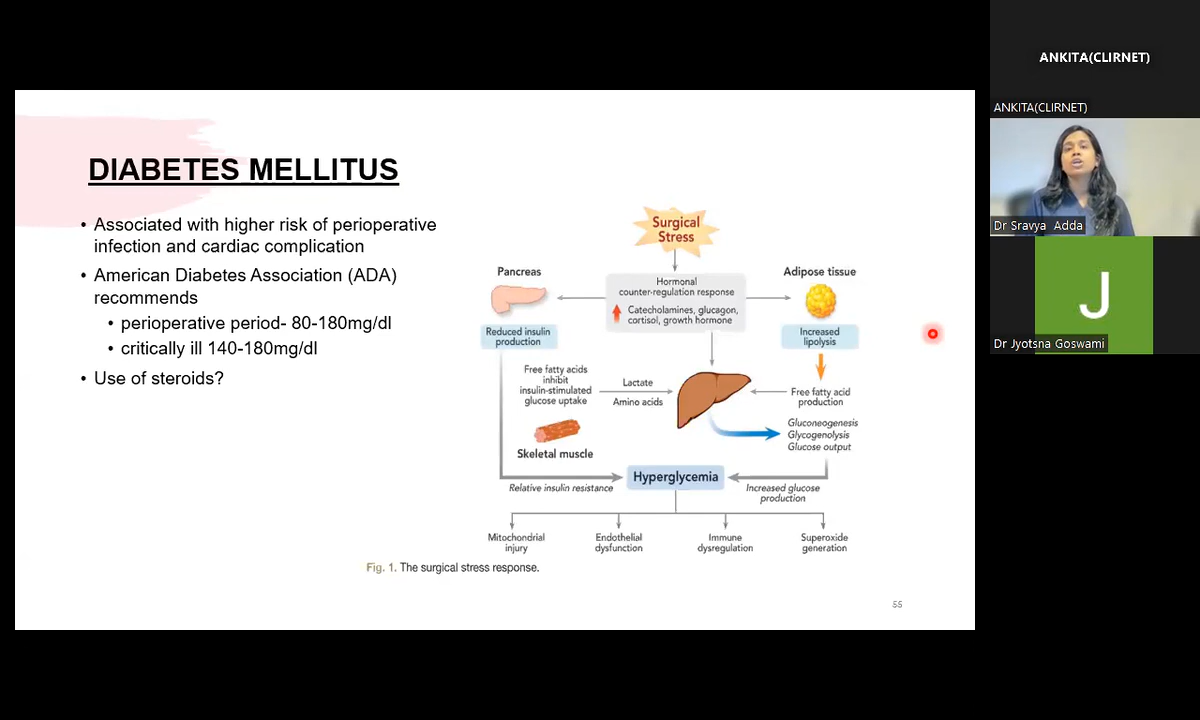 DIABETES MELLITUS
• Associated with higher risk of perioperative
infection and cardiac complication
• American Diabetes Association (ADA)
recommends
• perioperative period- 80-180mg/dl
• critically ill 140-180mg/dl
• Use of steroids?
Surgical
Stress
Pancreas
Hormonal
counter-regulation response
Catecholamines, glucagon,
cortisol, growth hormone
Adipose tissue
Reduced insulin
production
Increased
lipolysis
Free fatty acids
inhibit
insulin-stimulated
glucose uptake
Lactate
Amino acids
Free fatty acid
production
Gluconeogenesis
Glycogenolysis
Glucose output
Skeletal muscle
Hyperglycemia
Relative insulin resistance
Increased glucose
production
Mitochondrial
injury
Endothelial
dysfunction
Immune
dysregulation
Superoxide
generation
Fig. 1. The surgical stress response.
55
ANKITA(CLIRNET)
ANKITA(CLIRNET)
Dr Sravya Adda
J
Dr Jyotsna Goswami